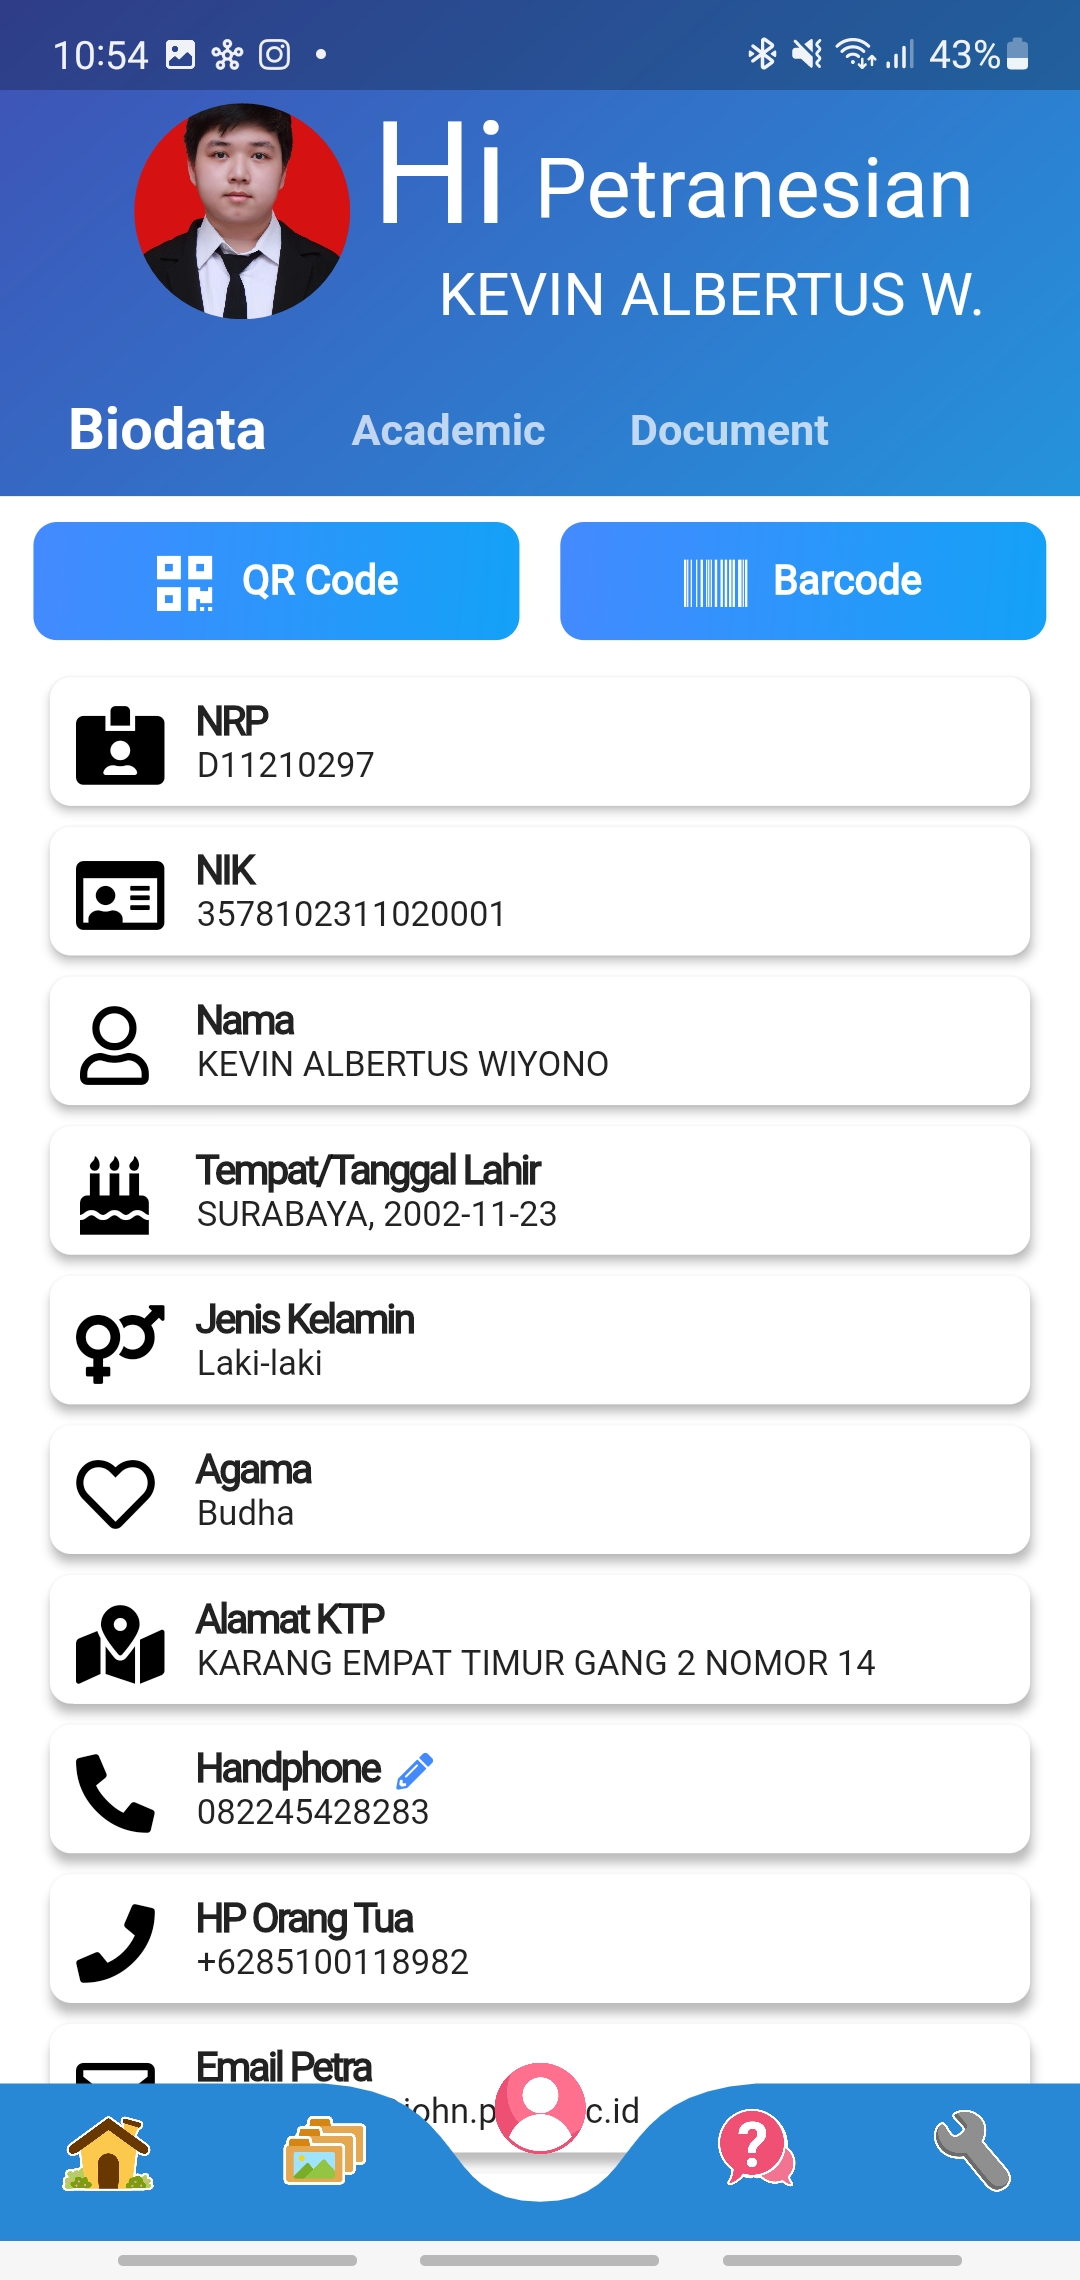 10:54 43%
Hi Petranesian
KEVIN ALBERTUS W.
Biodata Academic Document
QR Code Barcode
NRP
D11210297
NIK
3578102311020001
Nama
KEVIN ALBERTUS WIYONO
Tempat/Tanggal Lahir
SURABAYA, 2002-11-23
Jenis Kelamin
Laki-laki
Agama
Budha
Alamat KTP
KARANG EMPAT TIMUR GANG 2 NOMOR 14
Handphone
082245428283
HP Orang Tua
+6285100118982
Email Petra
john.p c.id